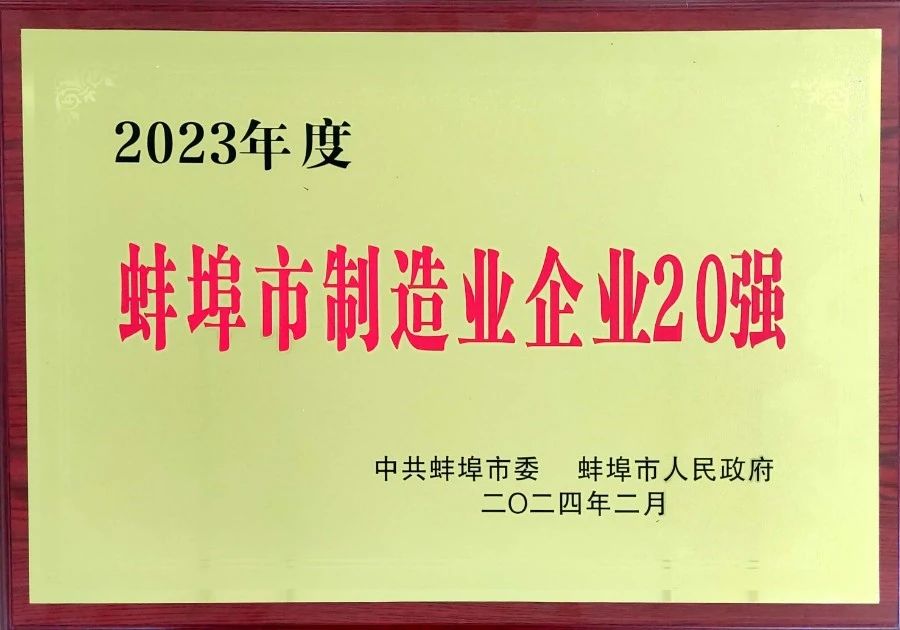 2023年度
蚌埠市制造业企业20强
中共蚌埠市委 蚌埠市人民政府
二〇二四年二月